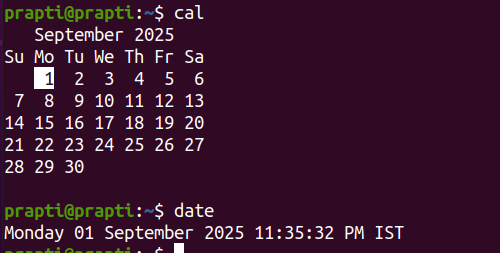 prapti@prapti:~$ cal
   September 2025
Su Mo Tu We Th Fr Sa
    1  2  3  4  5  6
 7  8  9 10 11 12 13
14 15 16 17 18 19 20
21 22 23 24 25 26 27
28 29 30
prapti@prapti:~$ date
Monday 01 September 2025 11:35:32 PM IST
prapti@prapti:~$